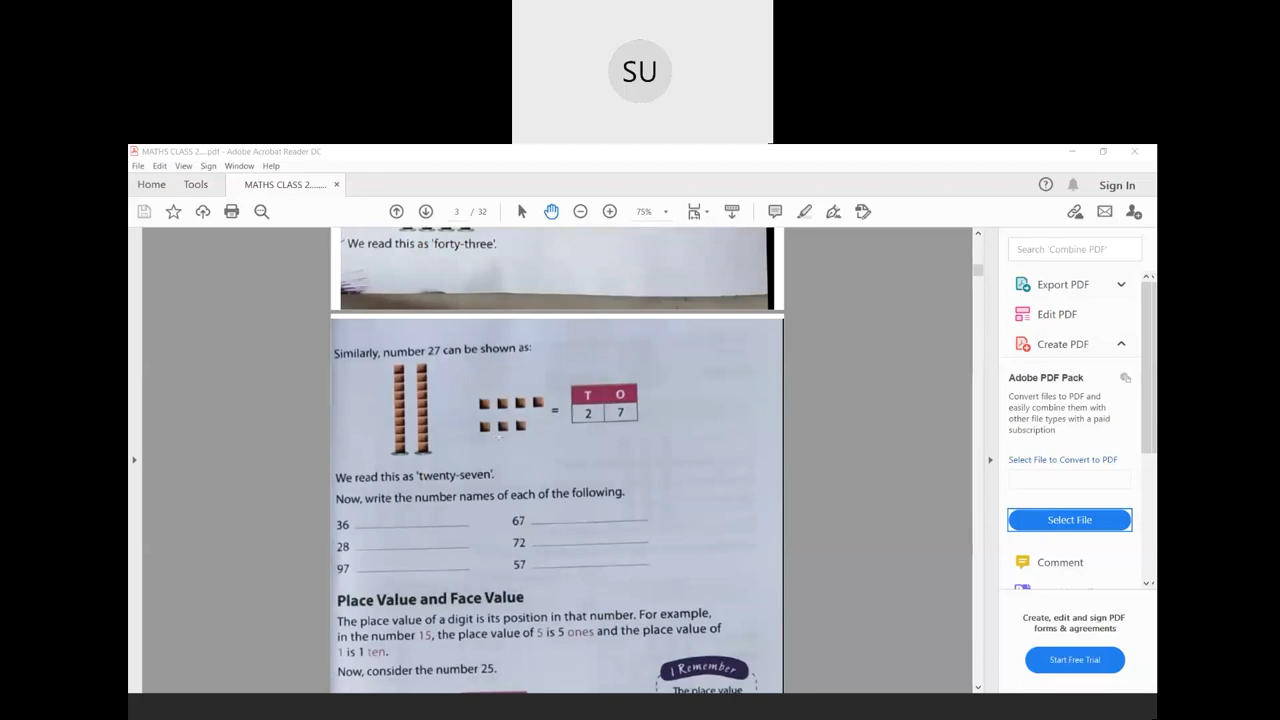 SU
MATHS CLASS 2....pdf - Adobe Acrobat Reader DC
File Edit View Sign Window Help
Home Tools MATHS CLASS 2....... ×
Sign In
3 / 32
75%
We read this as 'forty-three'.
Similarly, number 27 can be shown as:
T O
= 2 7
We read this as 'twenty-seven'.
Now, write the number names of each of the following.
36 67
28 72
97 57
Place Value and Face Value
The place value of a digit is its position in that number. For example,
in the number 15, the place value of 5 is 5 ones and the place value of
1 is 1 ten.
Now, consider the number 25.
I Remember
The place value
Search 'Combine PDF'
Export PDF
Edit PDF
Create PDF
Adobe PDF Pack
Convert files to PDF and
easily combine them with
other file types with a paid
subscription
Select File to Convert to PDF
Select File
Comment
Create, edit and sign PDF
forms & agreements
Start Free Trial